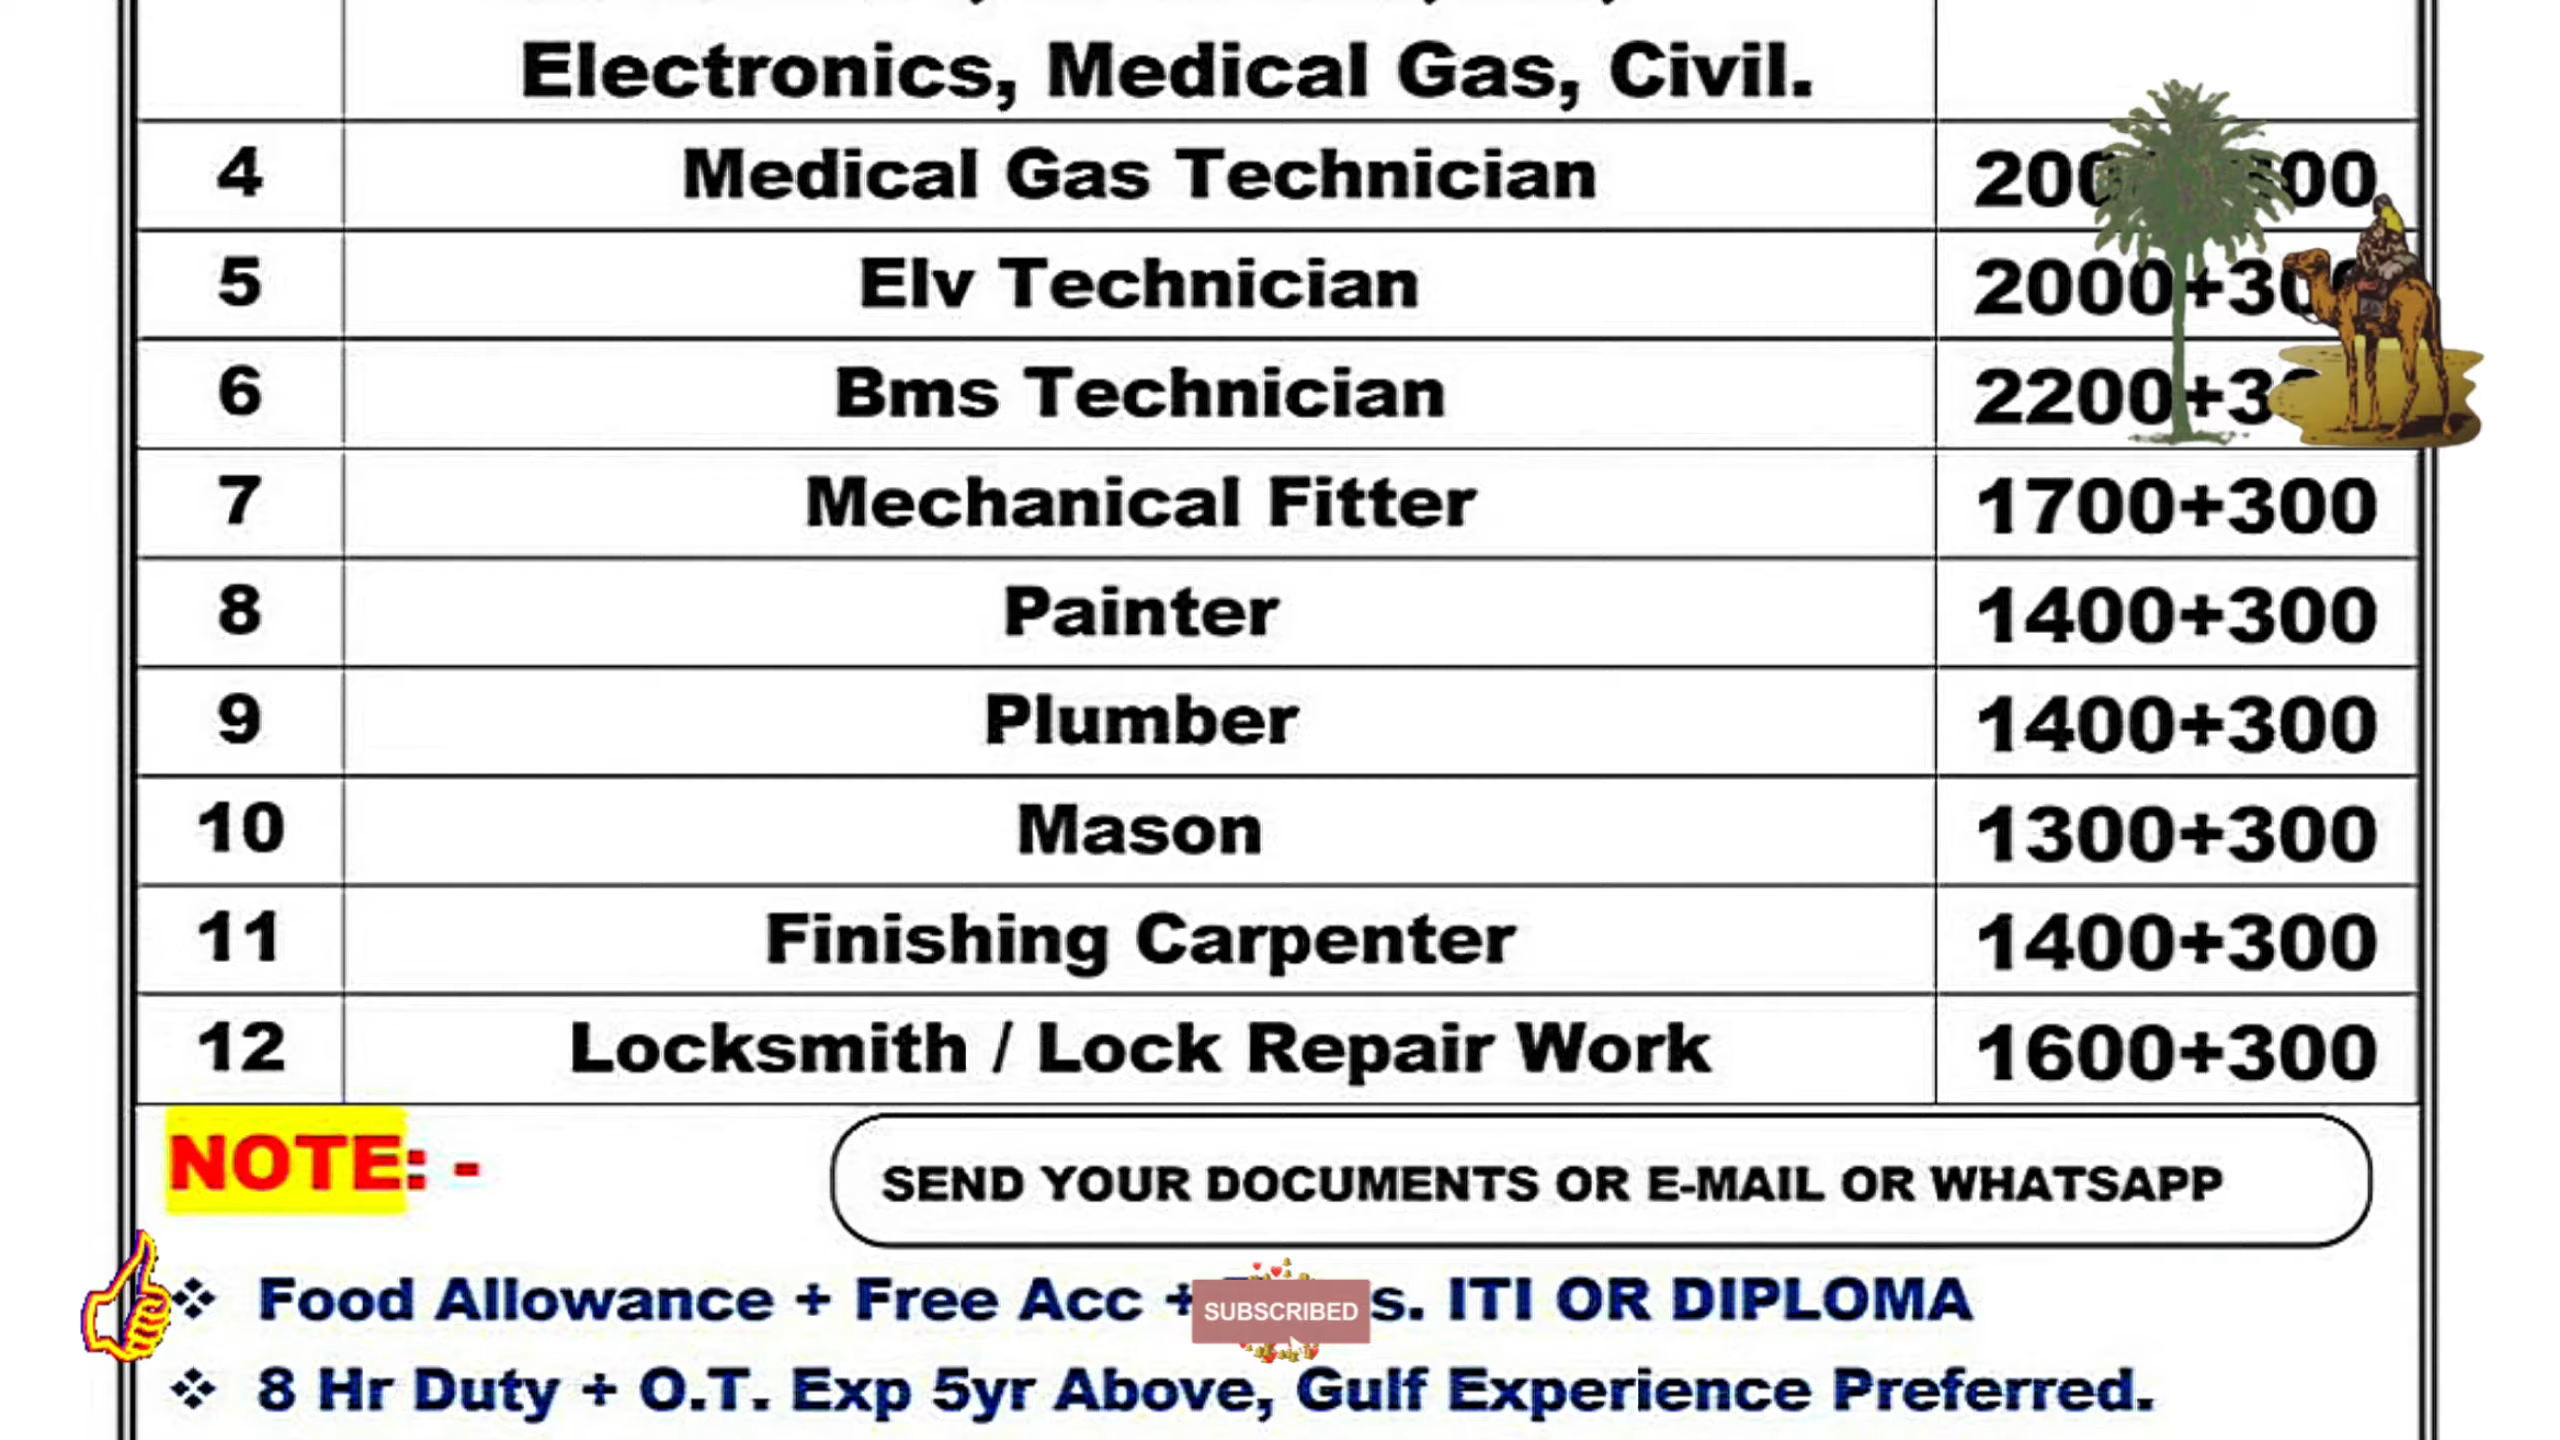 Electronics, Medical Gas, Civil.
4 Medical Gas Technician
5 Elv Technician 2000+
6 Bms Technician 2200+
7 Mechanical Fitter 1700+300
8 Painter 1400+300
9 Plumber 1400+300
10 Mason 1300+300
11 Finishing Carpenter 1400+300
12 Locksmith / Lock Repair Work 1600+300
NOTE: -
SEND YOUR DOCUMENTS OR E-MAIL OR WHATSAPP
❖ Food Allowance + Free Acc + ITI OR DIPLOMA
SUBSCRIBED
❖ 8 Hr Duty + O.T. Exp 5yr Above, Gulf Experience Preferred.